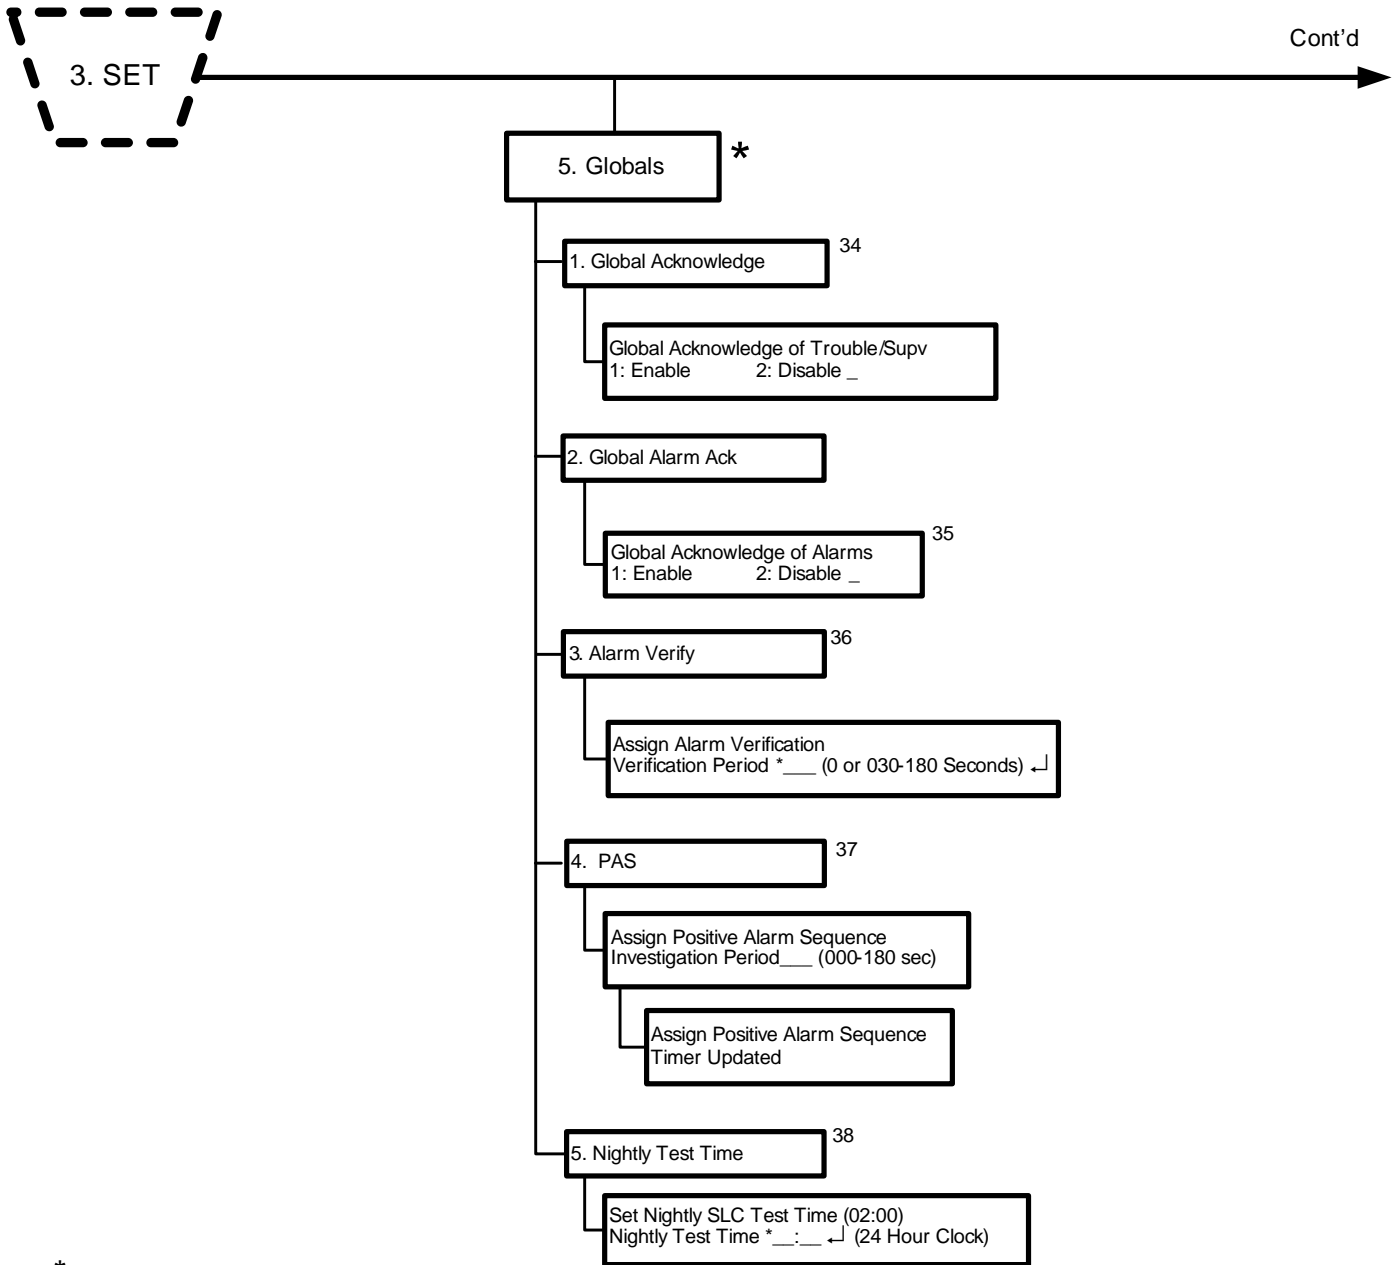 Cont'd
3. SET
5. Globals *
1. Global Acknowledge 34
Global Acknowledge of Trouble/Supv
1: Enable 2: Disable _
2. Global Alarm Ack
Global Acknowledge of Alarms 35
1: Enable 2: Disable _
3. Alarm Verify 36
Assign Alarm Verification
Verification Period *___ (0 or 030-180 Seconds) ↵
4. PAS 37
Assign Positive Alarm Sequence
Investigation Period___ (000-180 sec)
Assign Positive Alarm Sequence
Timer Updated
5. Nightly Test Time 38
Set Nightly SLC Test Time (02:00)
Nightly Test Time *__:__ ↵ (24 Hour Clock)
*